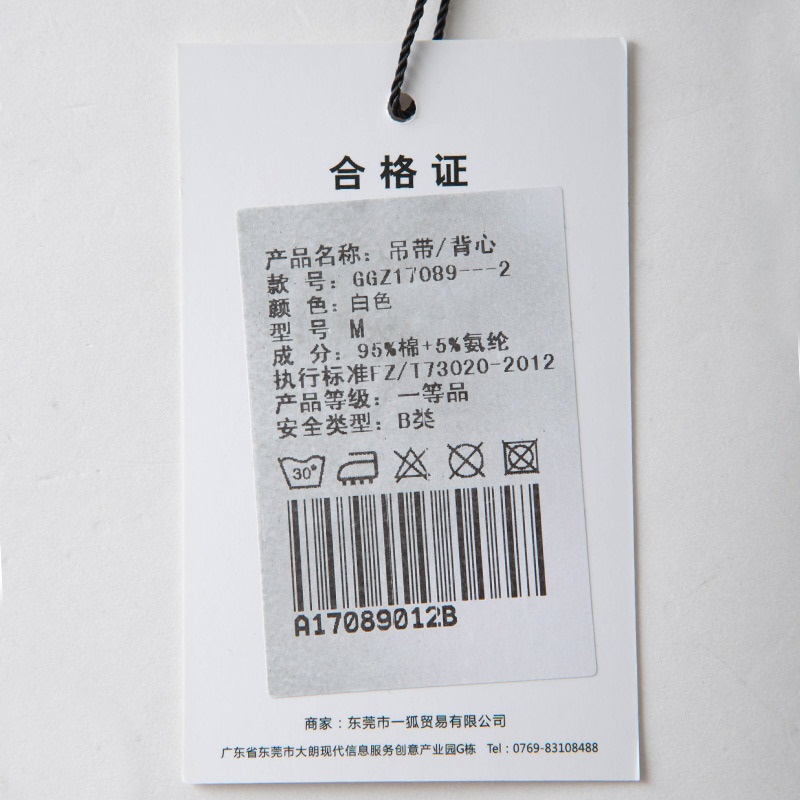 合格证
产品名称：吊带/背心
款 号：GGZ17089---2
颜 色：白色
型 号 M
成 分：95%棉+5%氨纶
执行标准FZ/T73020-2012
产品等级：一等品
安全类型：B类
30°
A17089012B
商家：东莞市一狐贸易有限公司
广东省东莞市大朗现代信息服务创意产业园G栋 Tel：0769-83108488